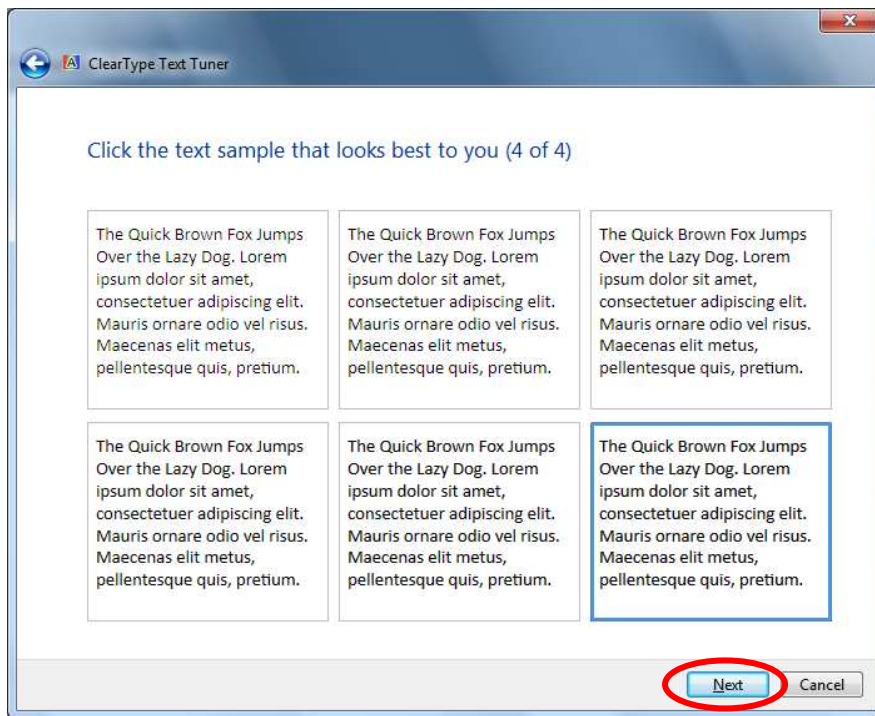 ClearType Text Tuner
Click the text sample that looks best to you (4 of 4)
The Quick Brown Fox Jumps
Over the Lazy Dog. Lorem
ipsum dolor sit amet,
consectetuer adipiscing elit.
Mauris ornare odio vel risus.
Maecenas elit metus,
pellentesque quis, pretium.
The Quick Brown Fox Jumps
Over the Lazy Dog. Lorem
ipsum dolor sit amet,
consectetuer adipiscing elit.
Mauris ornare odio vel risus.
Maecenas elit metus,
pellentesque quis, pretium.
The Quick Brown Fox Jumps
Over the Lazy Dog. Lorem
ipsum dolor sit amet,
consectetuer adipiscing elit.
Mauris ornare odio vel risus.
Maecenas elit metus,
pellentesque quis, pretium.
The Quick Brown Fox Jumps
Over the Lazy Dog. Lorem
ipsum dolor sit amet,
consectetuer adipiscing elit.
Mauris ornare odio vel risus.
Maecenas elit metus,
pellentesque quis, pretium.
The Quick Brown Fox Jumps
Over the Lazy Dog. Lorem
ipsum dolor sit amet,
consectetuer adipiscing elit.
Mauris ornare odio vel risus.
Maecenas elit metus,
pellentesque quis, pretium.
The Quick Brown Fox Jumps
Over the Lazy Dog. Lorem
ipsum dolor sit amet,
consectetuer adipiscing elit.
Mauris ornare odio vel risus.
Maecenas elit metus,
pellentesque quis, pretium.
Next
Cancel